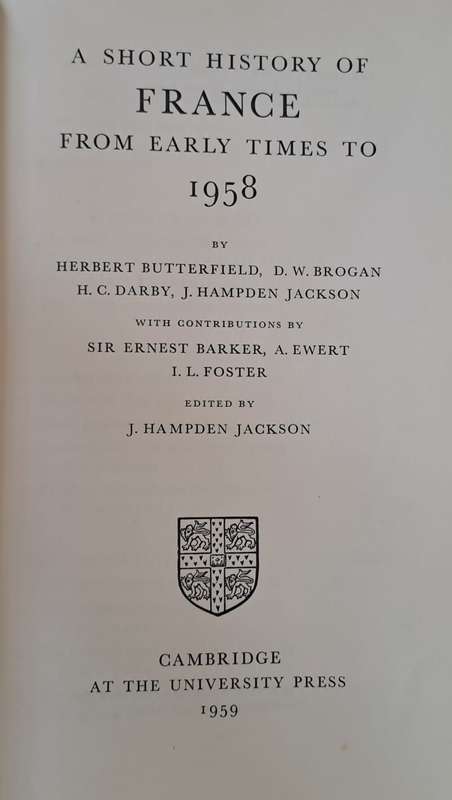 A SHORT HISTORY OF
FRANCE
FROM EARLY TIMES TO
1958
BY
HERBERT BUTTERFIELD, D. W. BROGAN
H. C. DARBY, J. HAMPDEN JACKSON
WITH CONTRIBUTIONS BY
SIR ERNEST BARKER, A. EWERT
I. L. FOSTER
EDITED BY
J. HAMPDEN JACKSON
CAMBRIDGE
AT THE UNIVERSITY PRESS
1959